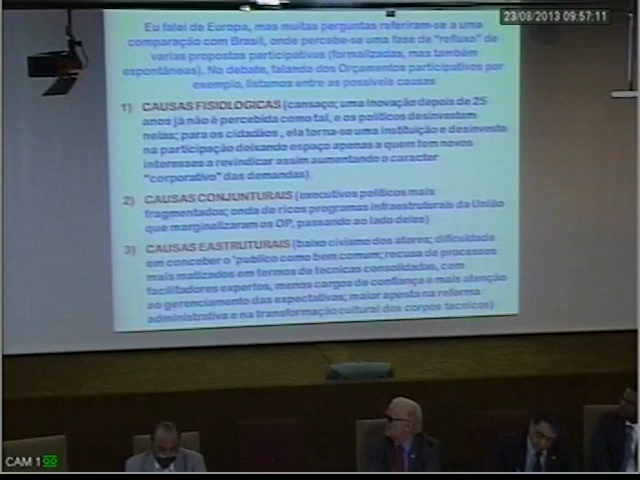 23/08/2013 09:57:11
Eu falei de Europa, mas muitas perguntas referiram-se a uma
comparação com Brasil, onde percebe-se uma fase de "refluxo" de
varias propostas participativas (formalizadas, mas também
espontâneas). No debate, falando dos Orçamentos participativos por
exemplo, listamos entre as possíveis causas
1) CAUSAS FISIOLOGICAS (cansaço; uma inovação depois de 25
anos já não é percebida como tal, e os políticos desinvestem
nelas; para os cidadãos , ela torna-se uma instituição e desinveste
na participação deixando espaço apenas a quem tem novos
interesses a revindicar assim aumentando o caracter
"corporativo" das demandas)
2) CAUSAS CONJUNTURAIS (executivos políticos mais
fragmentados; onda de ricos programas infraestruturais da União
que marginalizaram os OP, passando ao lado deles)
3) CAUSAS EASTRUTURAIS (baixo civismo dos atores; dificuldade
em conceber o 'publico como bem comum; recusa de processos
mais matizados em termos de tecnicas consolidadas, com
facilitadores expertos, menos cargos de confiança e mais atenção
ao gerenciamento das expectativas; maior aposta na reforma
administrativa e na transformação cultural dos corpos tecnicos)
CAM 1